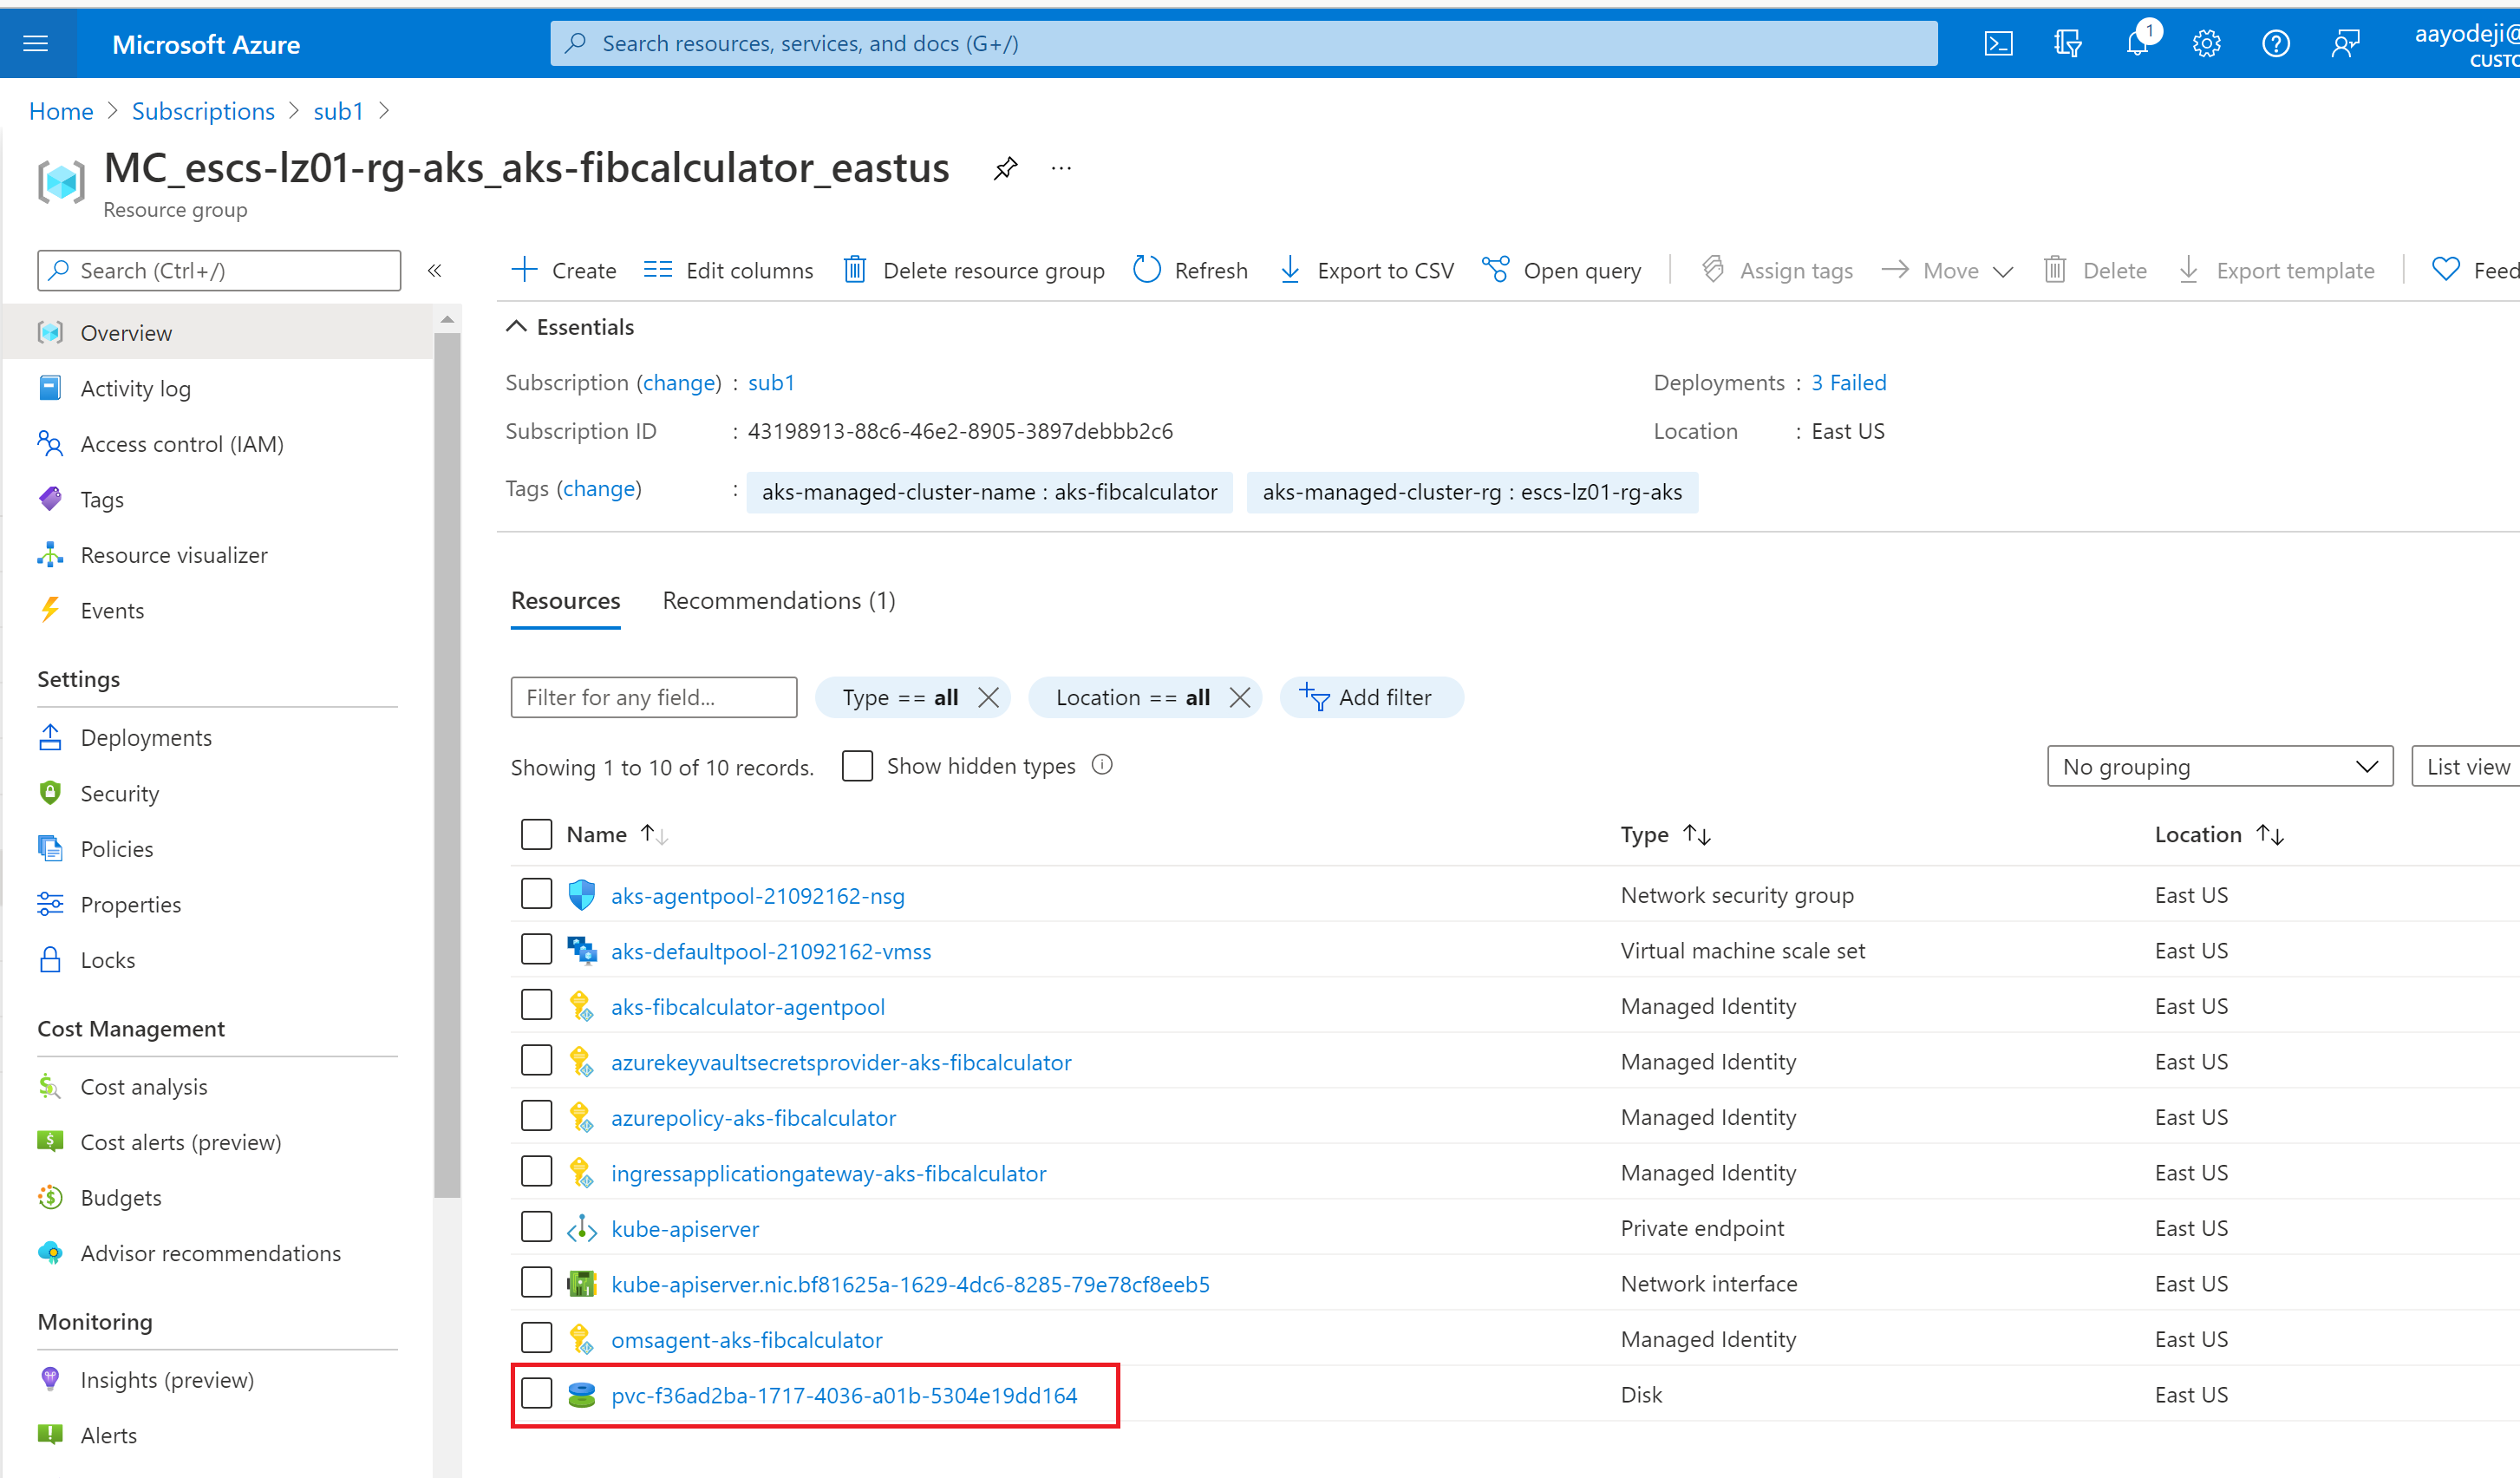 Microsoft Azure
Search resources, services, and docs (G+/)
1
aayodeji@
CUSTO
Home > Subscriptions > sub1 >
MC_escs-lz01-rg-aks_aks-fibcalculator_eastus ...
Resource group
Search (Ctrl+/) «
Create Edit columns Delete resource group Refresh Export to CSV Open query Assign tags Move Delete Export template Feed
Overview
Activity log
Access control (IAM)
Tags
Resource visualizer
Events
Settings
Deployments
Security
Policies
Properties
Locks
Cost Management
Cost analysis
Cost alerts (preview)
Budgets
Advisor recommendations
Monitoring
Insights (preview)
Alerts
Essentials
Subscription (change) : sub1
Deployments : 3 Failed
Subscription ID : 43198913-88c6-46e2-8905-3897debbb2c6
Location : East US
Tags (change) : aks-managed-cluster-name : aks-fibcalculator aks-managed-cluster-rg : escs-lz01-rg-aks
Resources Recommendations (1)
Filter for any field... Type == all Location == all Add filter
Showing 1 to 10 of 10 records. Show hidden types No grouping List view
Name Type Location
aks-agentpool-21092162-nsg Network security group East US
aks-defaultpool-21092162-vmss Virtual machine scale set East US
aks-fibcalculator-agentpool Managed Identity East US
azurekeyvaultsecretsprovider-aks-fibcalculator Managed Identity East US
azurepolicy-aks-fibcalculator Managed Identity East US
ingressapplicationgateway-aks-fibcalculator Managed Identity East US
kube-apiserver Private endpoint East US
kube-apiserver.nic.bf81625a-1629-4dc6-8285-79e78cf8eeb5 Network interface East US
omsagent-aks-fibcalculator Managed Identity East US
pvc-f36ad2ba-1717-4036-a01b-5304e19dd164 Disk East US